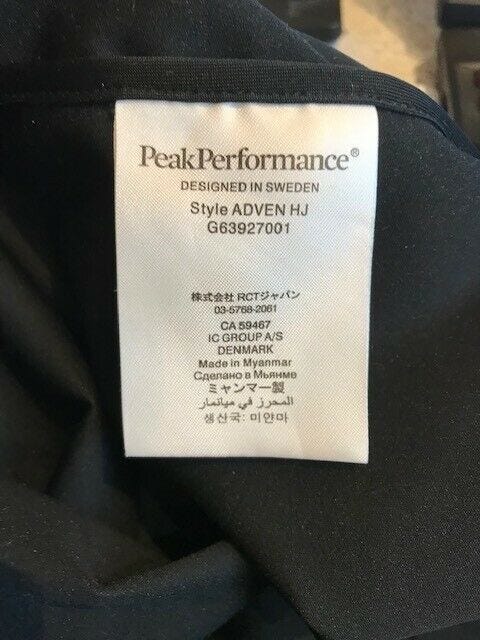 PeakPerformance®
DESIGNED IN SWEDEN
Style ADVEN HJ
G63927001
株式会社 RCTジャパン
03-5768-2061
CA 59467
IC GROUP A/S
DENMARK
Made in Myanmar
Сделано в Мьянме
ミャンマー製
المحرز في ميانمار
생산국: 미얀마